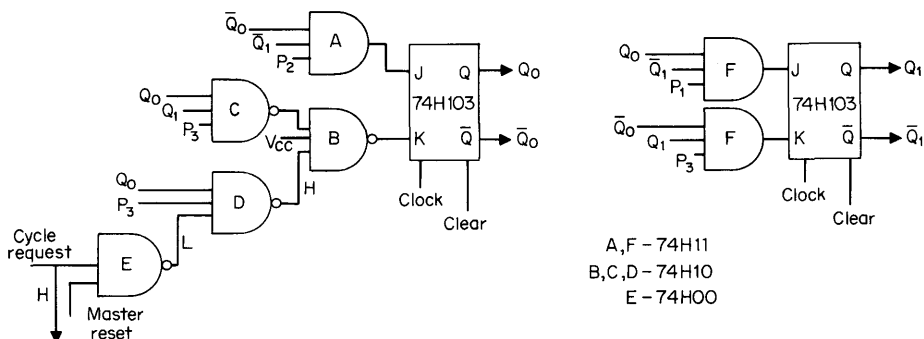 Q̄₀
Q̄₁
P₂
A
J
Q
Q₀
74H103
K
Q̄
Q̄₀
Clock
Clear
Q₀
Q₁
P₃
C
V_CC
B
H
Q₀
P₃
D
L
Cycle
request
H
E
Master
reset
Q₀
Q̄₁
P₁
F
J
Q
Q₁
74H103
Q̄₀
Q₁
P₃
F
K
Q̄
Q̄₁
Clock
Clear
A,F - 74H11
B,C,D - 74H10
E - 74H00